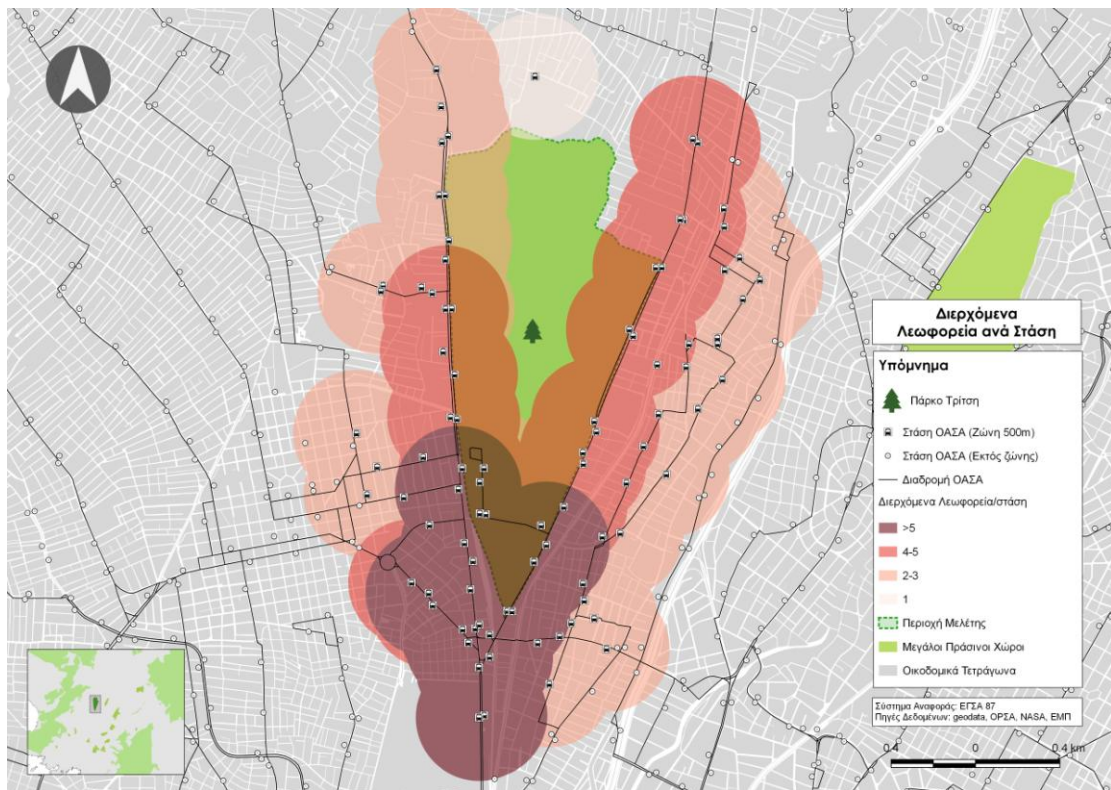 Διερχόμενα
Λεωφορεία ανά Στάση
Υπόμνημα
Πάρκο Τρίτση
Στάση ΟΑΣΑ (Ζώνη 500m)
Στάση ΟΑΣΑ (Εκτός ζώνης)
Διαδρομή ΟΑΣΑ
Διερχόμενα Λεωφορεία/στάση
>5
4-5
2-3
1
Περιοχή Μελέτης
Μεγάλοι Πράσινοι Χώροι
Οικοδομικά Τετράγωνα
Σύστημα Αναφοράς: ΕΓΣΑ 87
Πηγές Δεδομένων: geodata, ΟΡΣΑ, NASA, ΕΜΠ
0.4 0 0.4 km